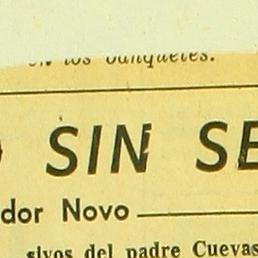 en los banquetes.
SIN SE
dor Novo
sivos del padre Cuevas